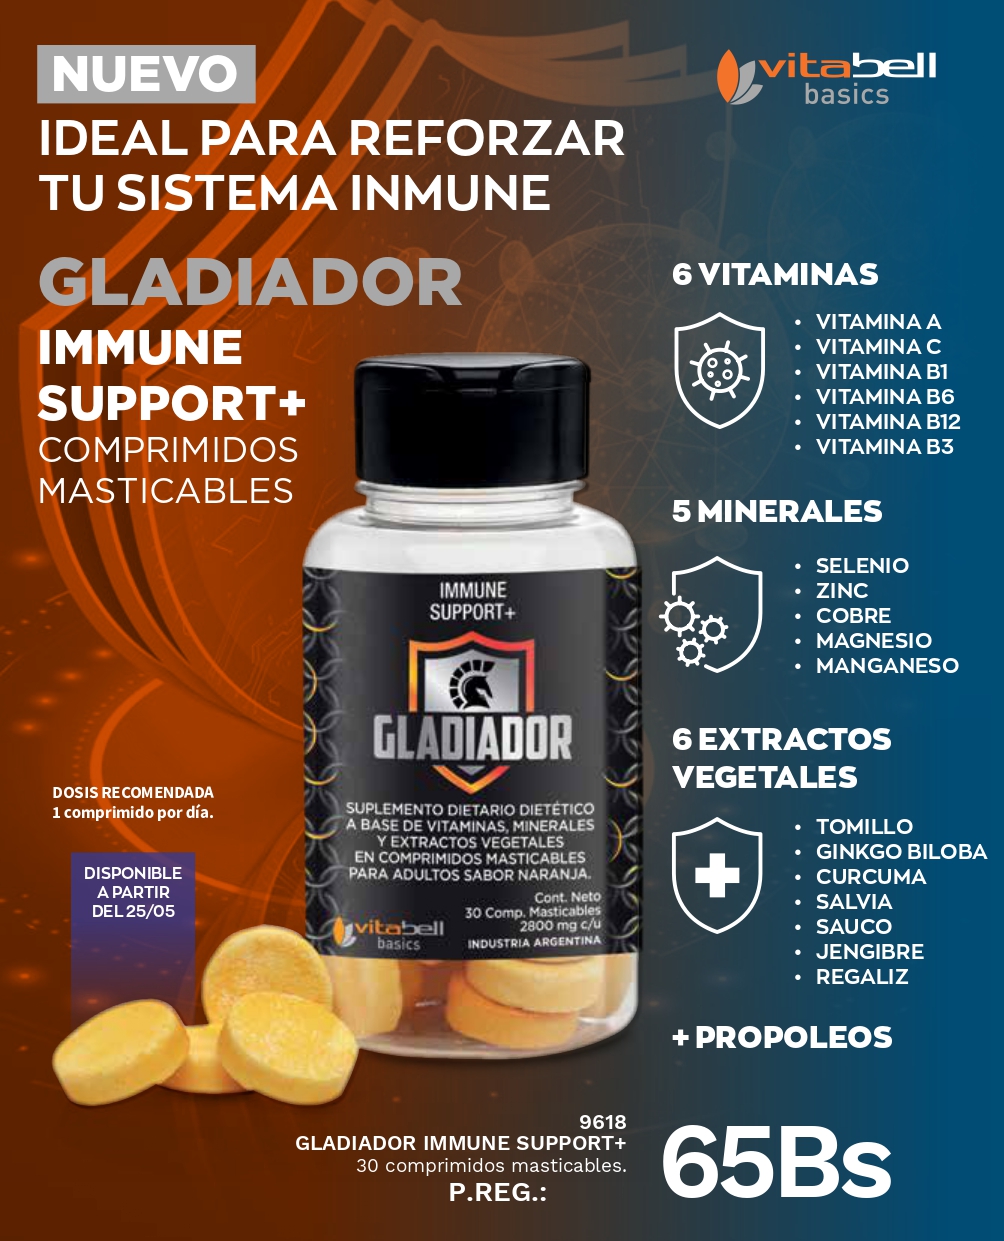 NUEVO
IDEAL PARA REFORZAR
TU SISTEMA INMUNE
vitabell
basics
GLADIADOR
IMMUNE
SUPPORT+
COMPRIMIDOS
MASTICABLES
6 VITAMINAS
• VITAMINA A
• VITAMINA C
• VITAMINA B1
• VITAMINA B6
• VITAMINA B12
• VITAMINA B3
5 MINERALES
• SELENIO
• ZINC
• COBRE
• MAGNESIO
• MANGANESO
6 EXTRACTOS
VEGETALES
• TOMILLO
• GINKGO BILOBA
• CURCUMA
• SALVIA
• SAUCO
• JENGIBRE
• REGALIZ
+ PROPOLEOS
IMMUNE
SUPPORT+
GLADIADOR
SUPLEMENTO DIETARIO DIETÉTICO
A BASE DE VITAMINAS, MINERALES
Y EXTRACTOS VEGETALES
EN COMPRIMIDOS MASTICABLES
PARA ADULTOS SABOR NARANJA.
Cont. Neto
30 Comp. Masticables
2800 mg c/u
INDUSTRIA ARGENTINA
vitabell
basics
DOSIS RECOMENDADA
1 comprimido por día.
DISPONIBLE
A PARTIR
DEL 25/05
9618
GLADIADOR IMMUNE SUPPORT+
30 comprimidos masticables.
P.REG.:
65Bs